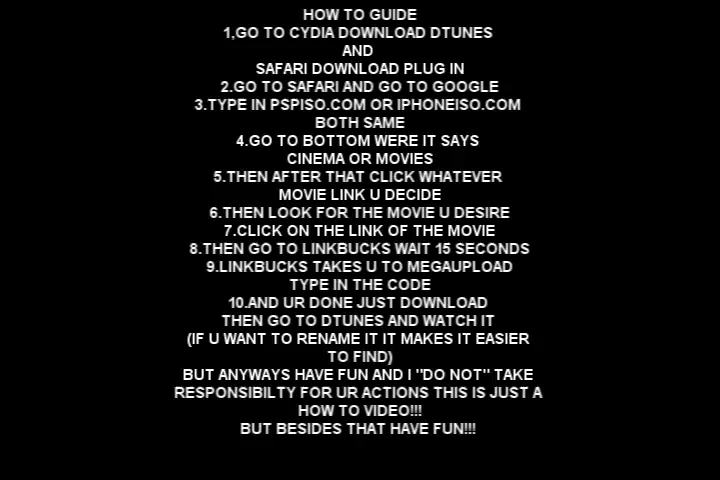 HOW TO GUIDE
1,GO TO CYDIA DOWNLOAD DTUNES
AND
SAFARI DOWNLOAD PLUG IN
2.GO TO SAFARI AND GO TO GOOGLE
3.TYPE IN PSPISO.COM OR IPHONEISO.COM
BOTH SAME
4.GO TO BOTTOM WERE IT SAYS
CINEMA OR MOVIES
5.THEN AFTER THAT CLICK WHATEVER
MOVIE LINK U DECIDE
6.THEN LOOK FOR THE MOVIE U DESIRE
7.CLICK ON THE LINK OF THE MOVIE
8.THEN GO TO LINKBUCKS WAIT 15 SECONDS
9.LINKBUCKS TAKES U TO MEGAUPLOAD
TYPE IN THE CODE
10.AND UR DONE JUST DOWNLOAD
THEN GO TO DTUNES AND WATCH IT
(IF U WANT TO RENAME IT IT MAKES IT EASIER
TO FIND)
BUT ANYWAYS HAVE FUN AND I "DO NOT" TAKE
RESPONSIBILTY FOR UR ACTIONS THIS IS JUST A
HOW TO VIDEO!!!
BUT BESIDES THAT HAVE FUN!!!